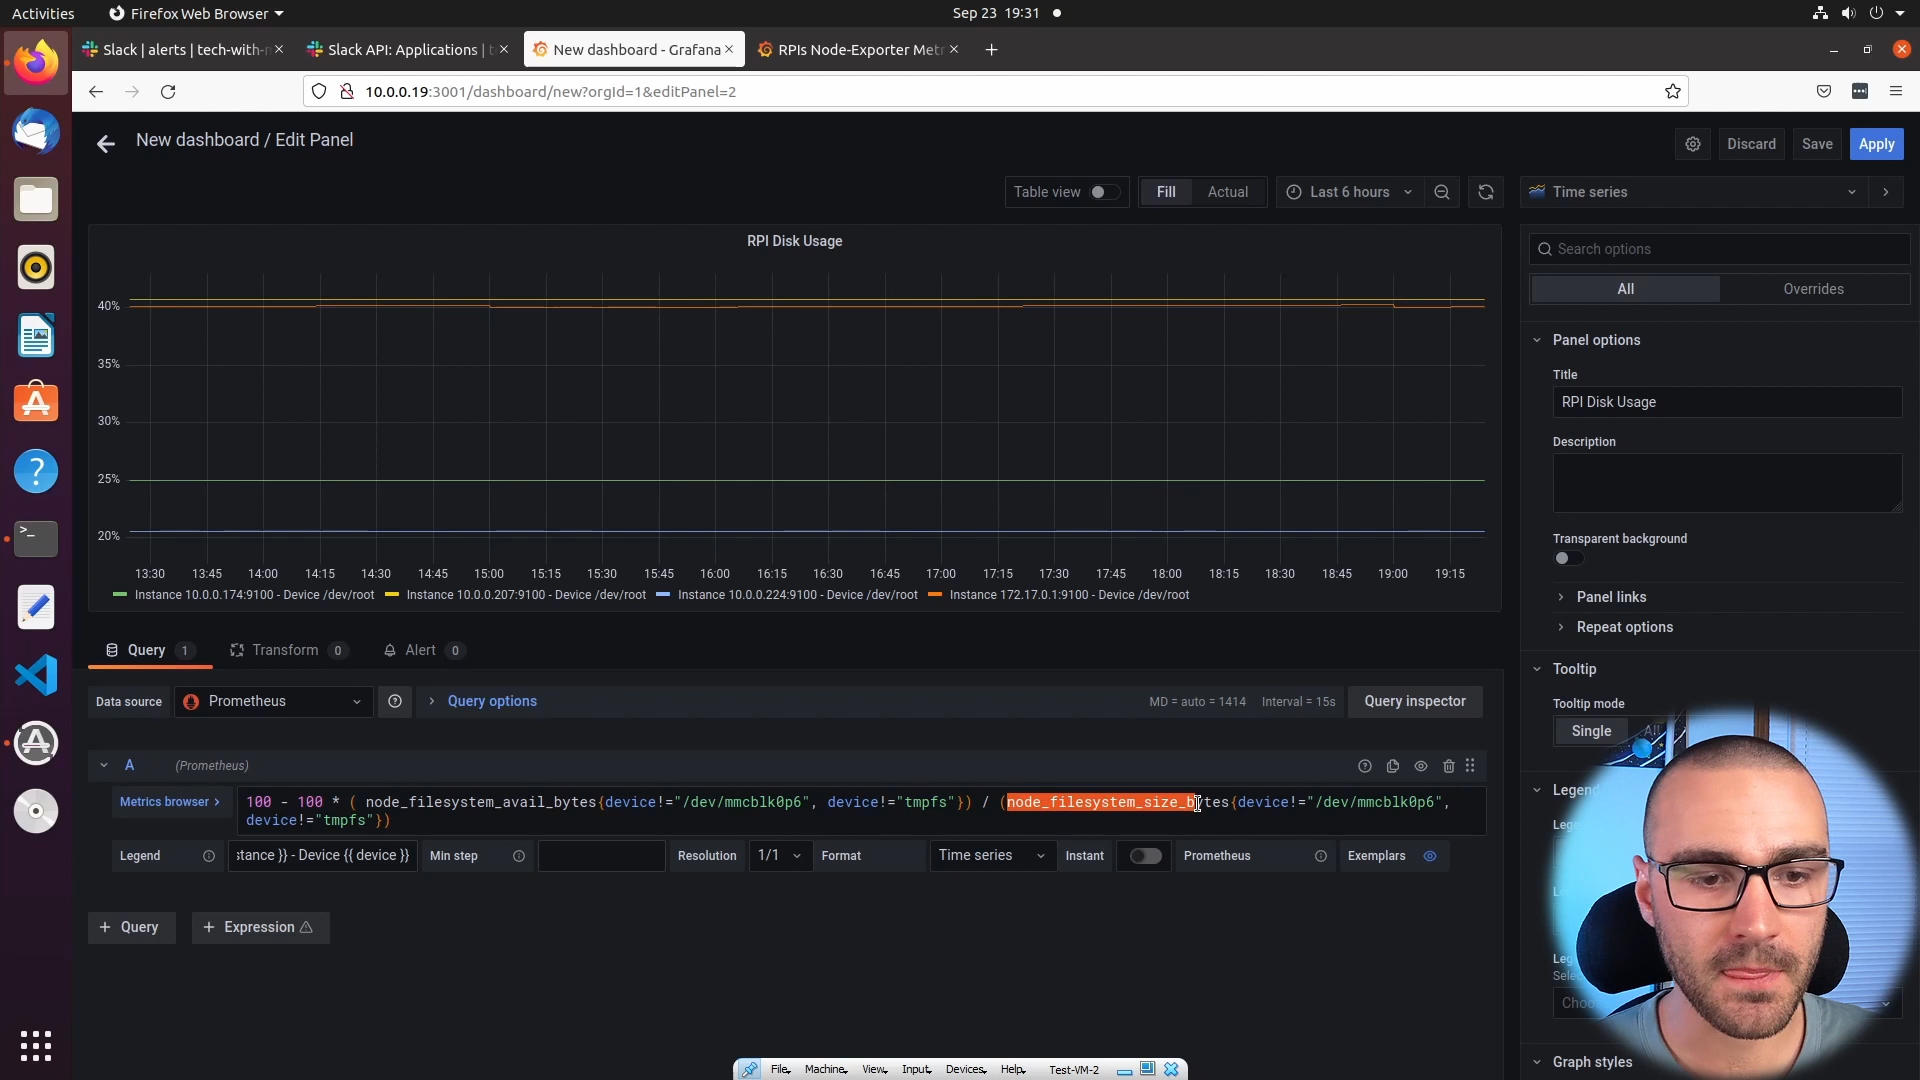 Activities
Firefox Web Browser
Sep 23 19:31
Slack | alerts | tech-with-
Slack API: Applications |
New dashboard - Grafana
RPIs Node-Exporter Met
10.0.0.19:3001/dashboard/new?orgId=1&editPanel=2
New dashboard / Edit Panel
Discard
Save
Apply
Table view
Fill
Actual
Last 6 hours
Time series
RPI Disk Usage
Search options
All
Overrides
40%
35%
30%
25%
20%
13:30 13:45 14:00 14:15 14:30 14:45 15:00 15:15 15:30 15:45 16:00 16:15 16:30 16:45 17:00 17:15 17:30 17:45 18:00 18:15 18:30 18:45 19:00 19:15
Instance 10.0.0.174:9100 - Device /dev/root Instance 10.0.0.207:9100 - Device /dev/root Instance 10.0.0.224:9100 - Device /dev/root Instance 172.17.0.1:9100 - Device /dev/root
Panel options
Title
RPI Disk Usage
Description
Transparent background
Panel links
Repeat options
Query 1
Transform 0
Alert 0
Tooltip
Tooltip mode
Single
All
Data source
Prometheus
Query options
MD = auto = 1414
Interval = 15s
Query inspector
A
(Prometheus)
Metrics browser >
100 - 100 * ( node_filesystem_avail_bytes{device!="/dev/mmcblk0p6", device!="tmpfs"}) / (node_filesystem_size_bytes{device!="/dev/mmcblk0p6",
device!="tmpfs"})
Legend
stance }} - Device {{ device }}
Min step
Resolution
1/1
Format
Time series
Instant
Prometheus
Exemplars
+ Query
+ Expression
Legend
Graph styles
File
Machine
View
Input
Devices
Help
Test-VM-2